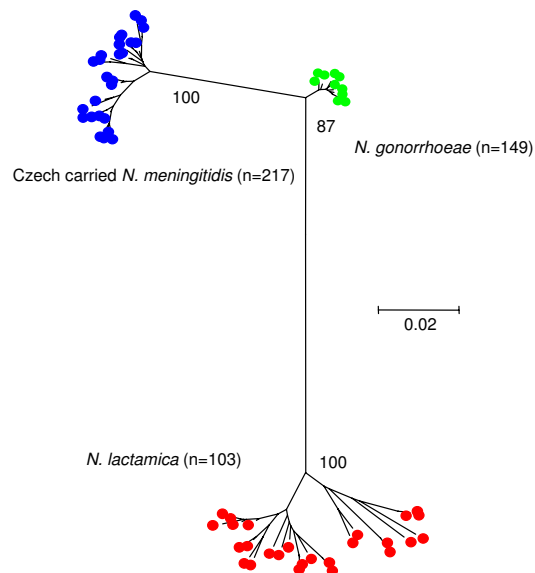 100
87
N. gonorrhoeae (n=149)
Czech carried N. meningitidis (n=217)
0.02
N. lactamica (n=103)
100